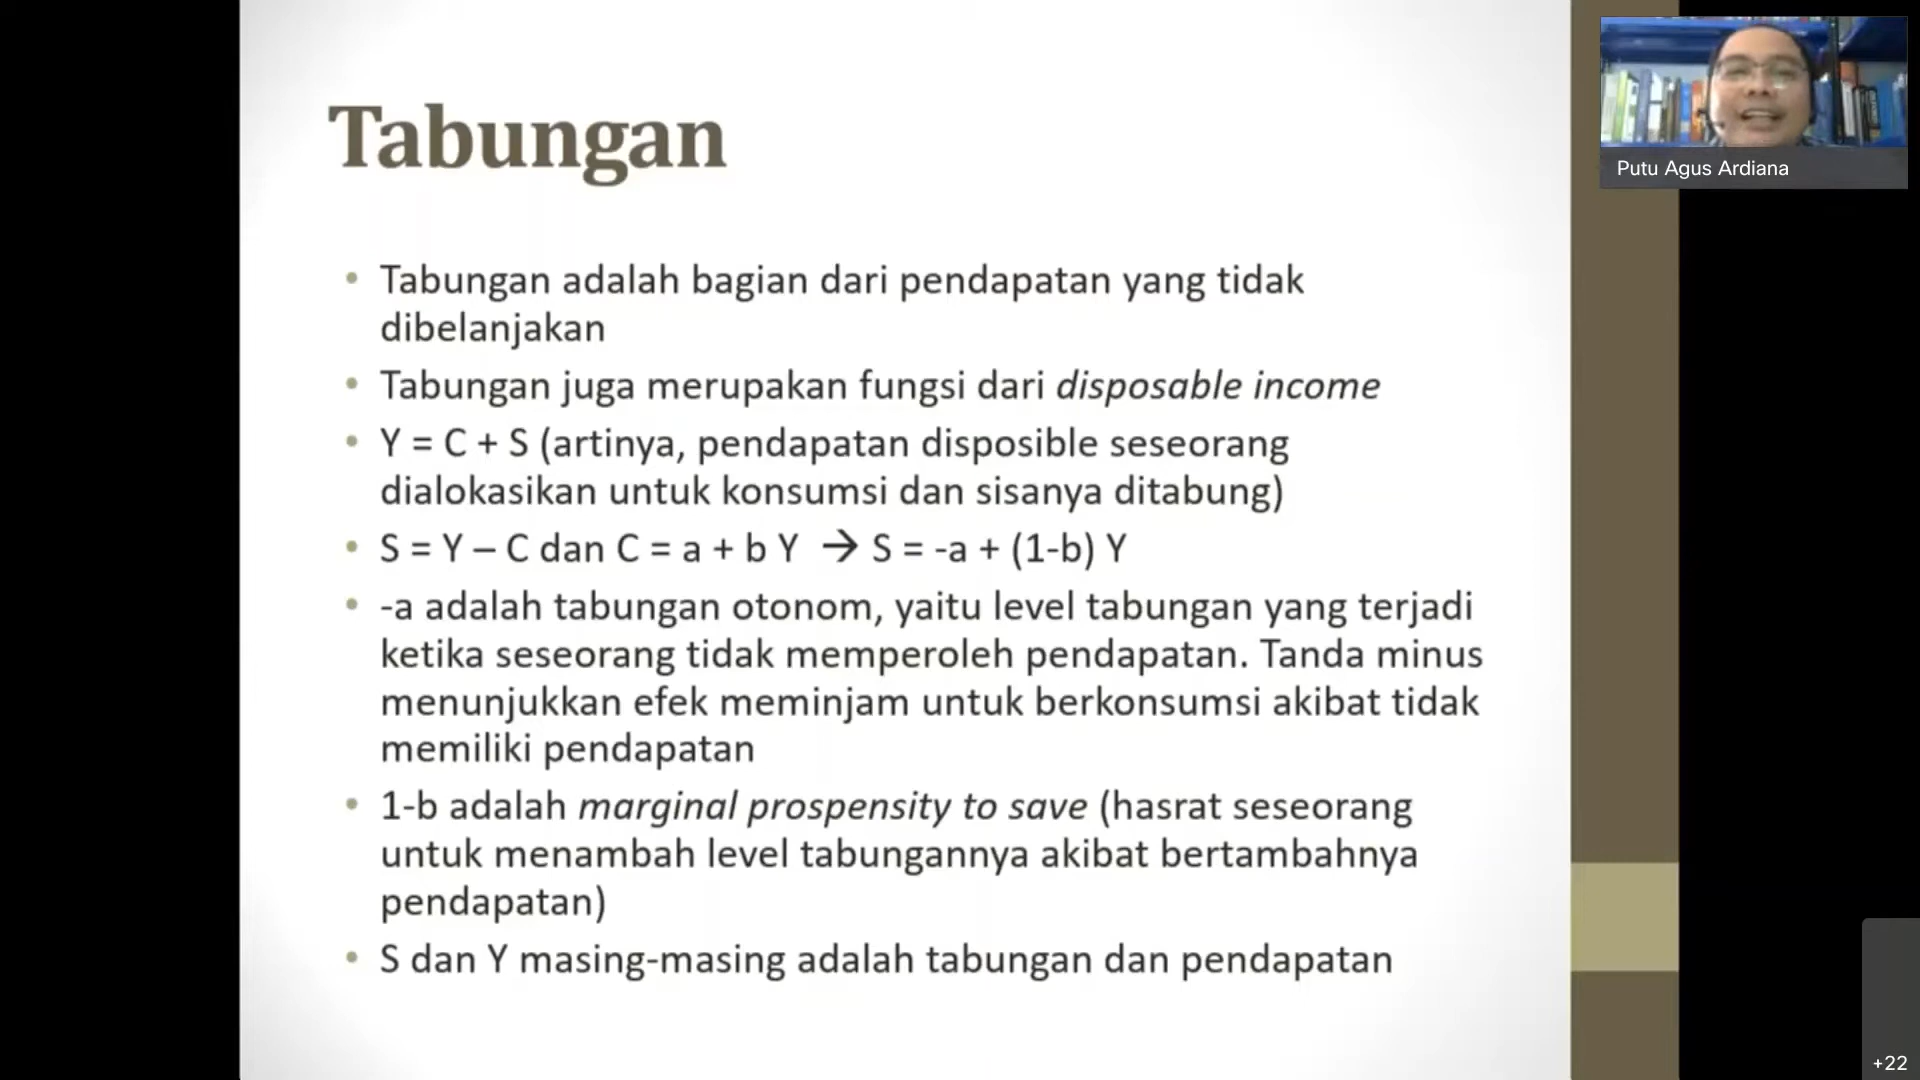 Tabungan
• Tabungan adalah bagian dari pendapatan yang tidak
dibelanjakan
• Tabungan juga merupakan fungsi dari disposable income
• Y = C + S (artinya, pendapatan disposible seseorang
dialokasikan untuk konsumsi dan sisanya ditabung)
• S = Y – C dan C = a + b Y → S = -a + (1-b) Y
• -a adalah tabungan otonom, yaitu level tabungan yang terjadi
ketika seseorang tidak memperoleh pendapatan. Tanda minus
menunjukkan efek meminjam untuk berkonsumsi akibat tidak
memiliki pendapatan
• 1-b adalah marginal prospensity to save (hasrat seseorang
untuk menambah level tabungannya akibat bertambahnya
pendapatan)
• S dan Y masing-masing adalah tabungan dan pendapatan
Putu Agus Ardiana
+22